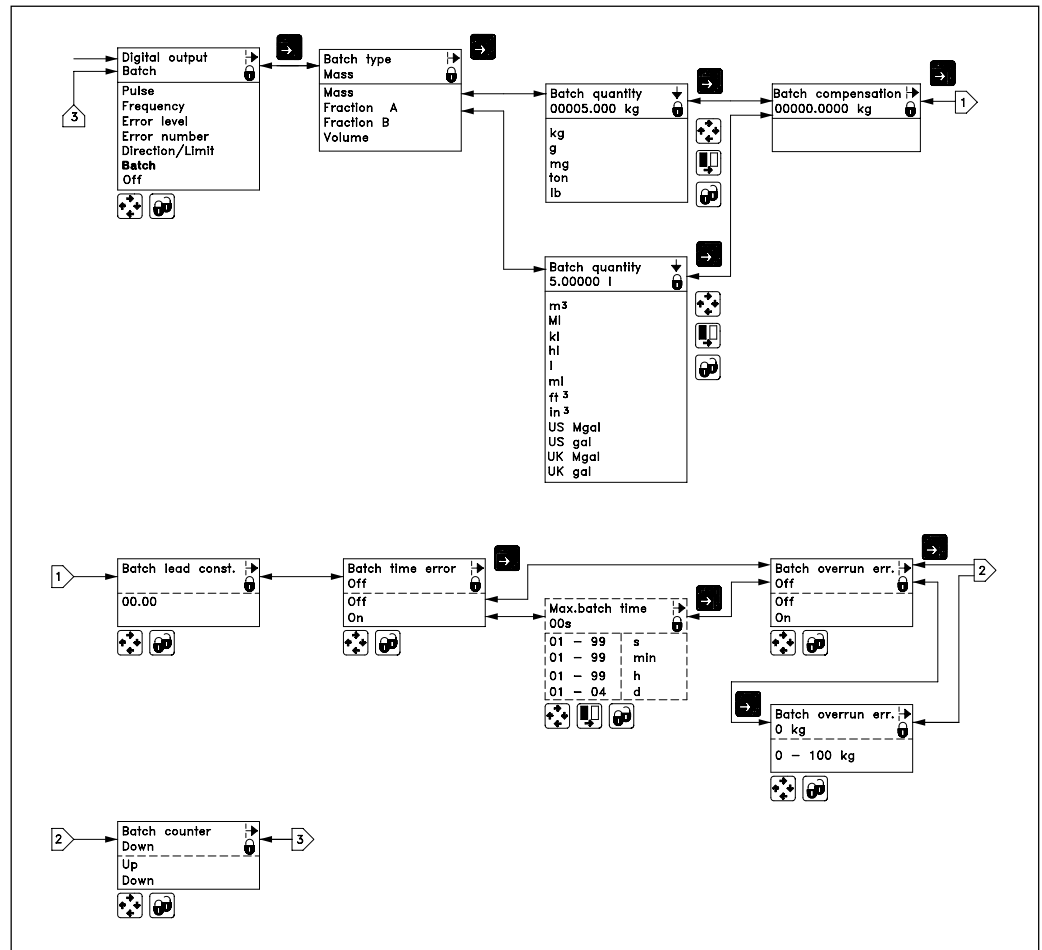 Digital output
Batch
Pulse
Frequency
Error level
Error number
Direction/Limit
Batch
Off
3
Batch type
Mass
Mass
Fraction A
Fraction B
Volume
Batch quantity
00005.000 kg
kg
g
mg
ton
lb
Batch compensation
00000.0000 kg
1
Batch quantity
5.00000 l
m³
Ml
kl
hl
l
ml
ft³
in³
US Mgal
US gal
UK Mgal
UK gal
1
Batch lead const.
00.00
Batch time error
Off
Off
On
Max.batch time
00s
01 – 99 s
01 – 99 min
01 – 99 h
01 – 04 d
Batch overrun err.
Off
Off
On
2
Batch overrun err.
0 kg
0 – 100 kg
2
Batch counter
Down
Up
Down
3